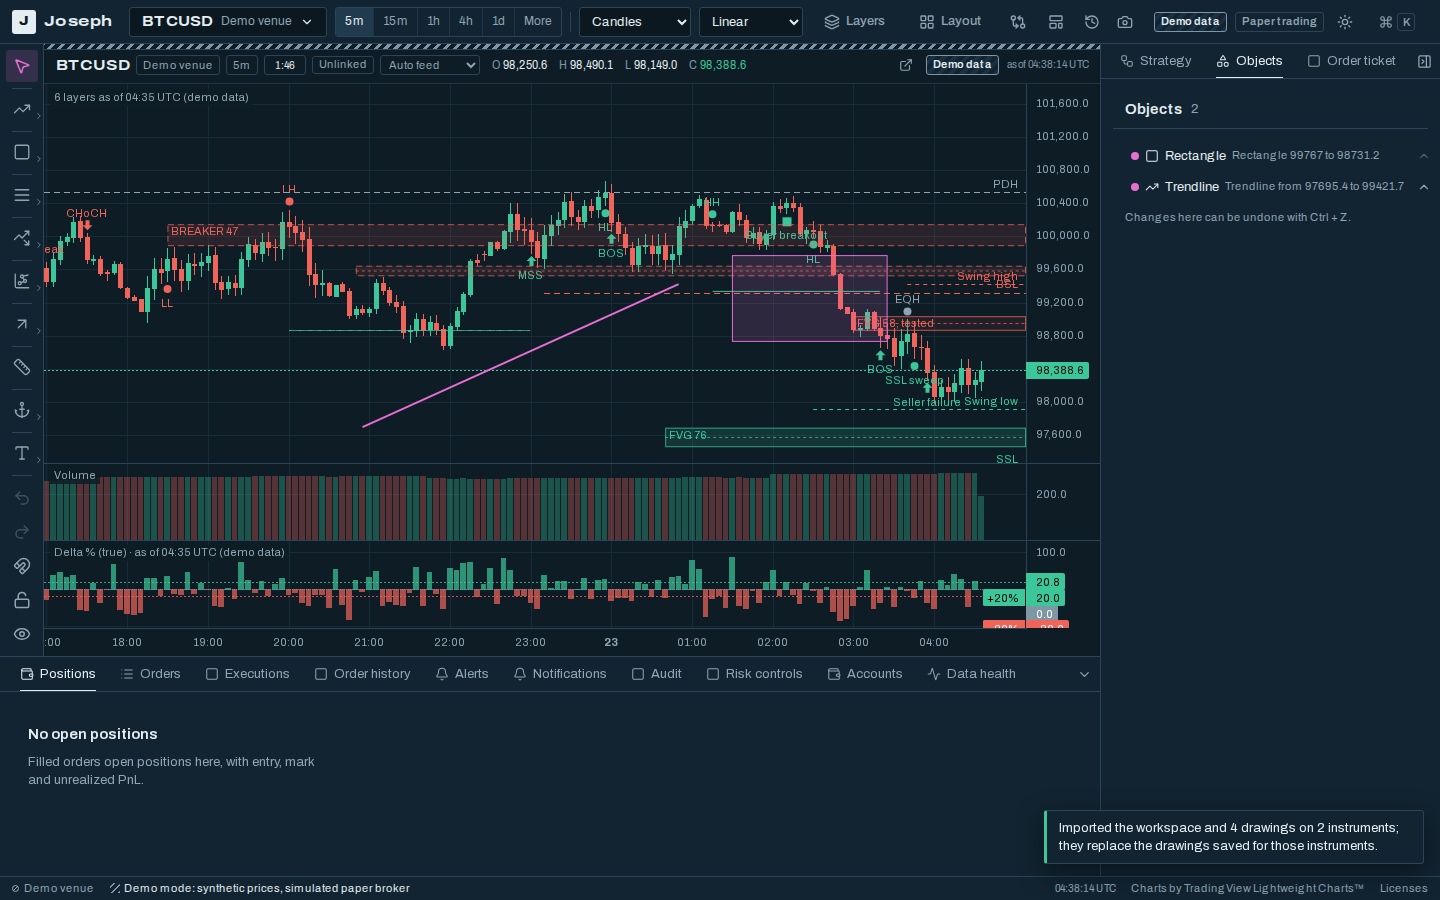 J Joseph BTCUSD Demo venue 5m 15m 1h 4h 1d More Candles Linear Layers Layout Demo data Paper trading ⌘ K
BTCUSD Demo venue 5m 1:46 Unlinked Auto feed O 98,250.6 H 98,490.1 L 98,149.0 C 98,388.6 Demo data as of 04:38:14 UTC
Strategy Objects Order ticket
6 layers as of 04:35 UTC (demo data)
Objects 2
Rectangle Rectangle 99767 to 98731.2
Trendline Trendline from 97695.4 to 99421.7
Changes here can be undone with Ctrl + Z.
101,600.0
101,200.0
100,800.0
PDH
LH
CHoCH
HH
100,400.0
BREAKER 47
HL
100,000.0
BOS
HL
MSS
99,600.0
Swing high
BSL
LL
EQH
99,200.0
98,800.0
BOS
98,388.6
SSL sweep
Seller failure Swing low
98,000.0
FVG 76
97,600.0
SSL
Volume
200.0
Delta % (true) · as of 04:35 UTC (demo data)
100.0
20.8
+20% 20.0
0.0
:00 18:00 19:00 20:00 21:00 22:00 23:00 23 01:00 02:00 03:00 04:00
Positions Orders Executions Order history Alerts Notifications Audit Risk controls Accounts Data health
No open positions
Filled orders open positions here, with entry, mark
and unrealized PnL.
Imported the workspace and 4 drawings on 2 instruments;
they replace the drawings saved for those instruments.
Demo venue Demo mode: synthetic prices, simulated paper broker 04:38:14 UTC Charts by TradingView Lightweight Charts™ Licenses